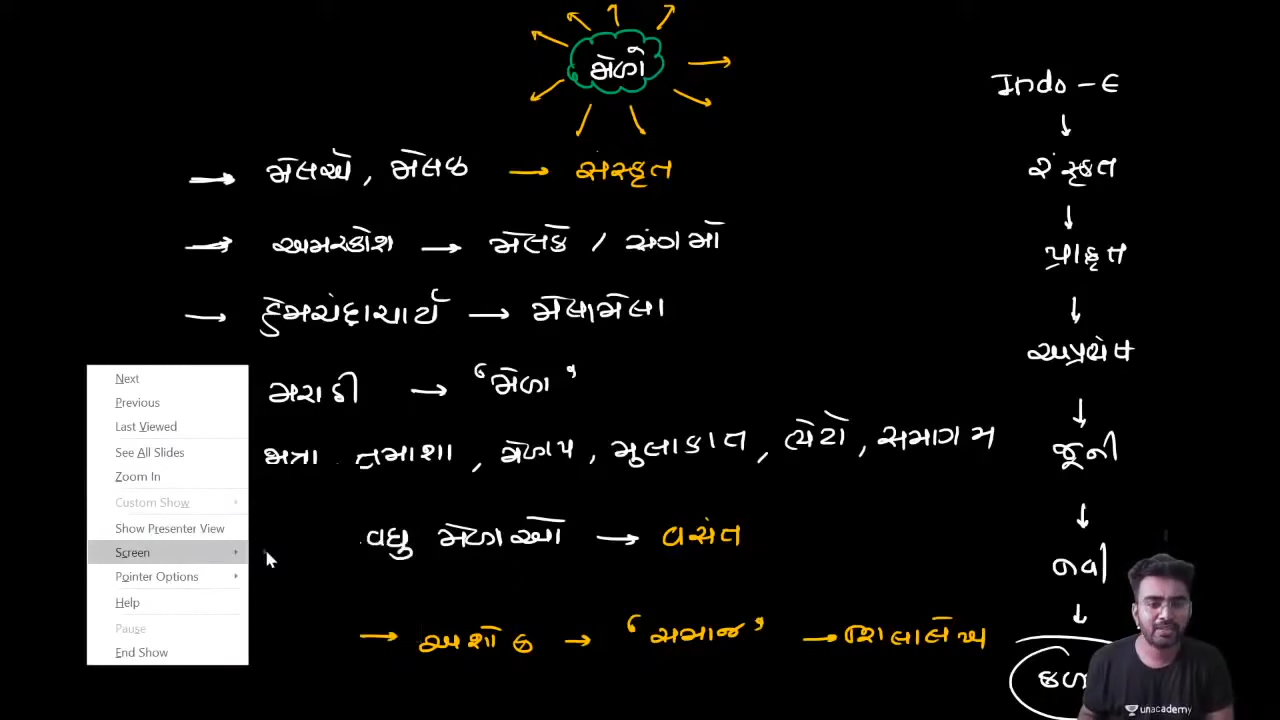 મેળો
મેલએ, મેલક → સંસ્કૃત
અમરકોશ → મેલકે / સંગમો
હેમચંદ્રાચાર્ય → મેલામેલા
મરાઠી → ‘મેળા’
જાત્રા તમાશા, મેળાપ, મુલાકાત, ભેટો, સમાગમ
વધુ મેળાઓ → વસંત
→ અશોક → ‘સમાજ’ → શિલાલેખ
Indo - E
↓
સંસ્કૃત
↓
પ્રાકૃત
↓
અપભ્રંશ
↓
જૂની
↓
નવી
↓
Next
Previous
Last Viewed
See All Slides
Zoom In
Custom Show
Show Presenter View
Screen
Pointer Options
Help
Pause
End Show
unacademy